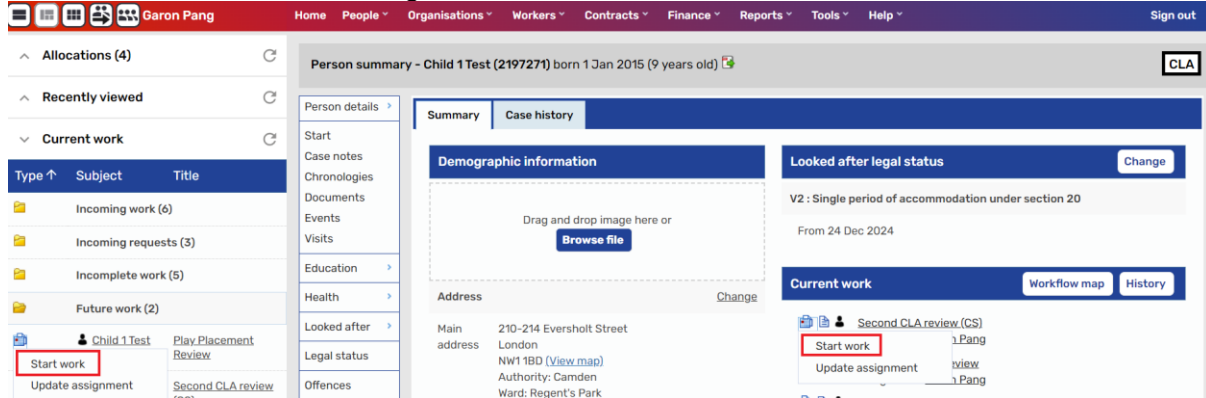 Garon Pang
Home People Organisations Workers Contracts Finance Reports Tools Help Sign out
Allocations (4)
Recently viewed
Current work
Type ↑ Subject Title
Incoming work (6)
Incoming requests (3)
Incomplete work (5)
Future work (2)
Child 1 Test Play Placement
Review
Start work
Update assignment
Second CLA review
Person summary - Child 1 Test (2197271) born 1 Jan 2015 (9 years old)
CLA
Person details
Start
Case notes
Chronologies
Documents
Events
Visits
Education
Health
Looked after
Legal status
Offences
Summary Case history
Demographic information
Drag and drop image here or
Browse file
Address Change
Main
address
210-214 Eversholt Street
London
NW1 1BD (View map)
Authority: Camden
Ward: Regent's Park
Looked after legal status Change
V2 : Single period of accommodation under section 20
From 24 Dec 2024
Current work Workflow map History
Second CLA review (CS)
Pang
Start work
Update assignment
Pang